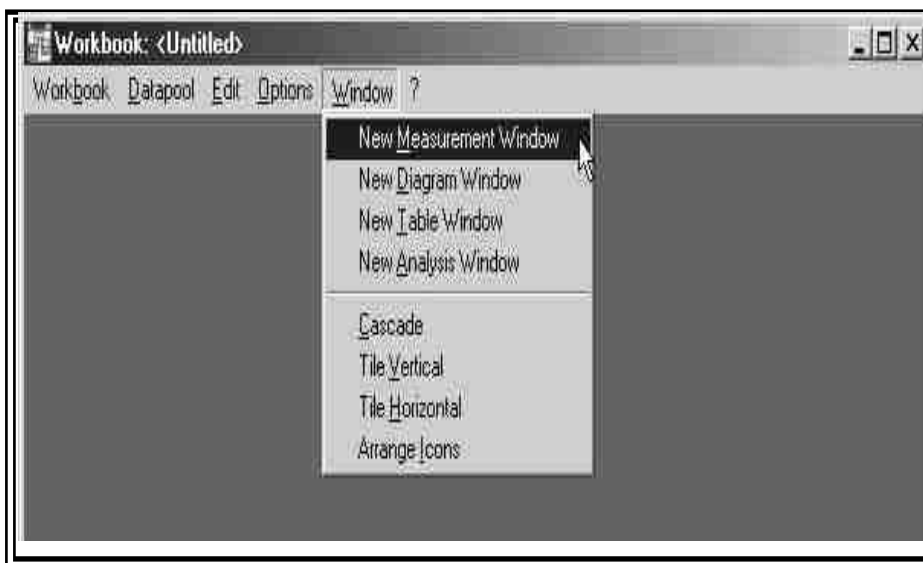 Workbook: <Untitled>
Workbook Datapool Edit Options Window ?
New Measurement Window
New Diagram Window
New Table Window
New Analysis Window
Cascade
Tile Vertical
Tile Horizontal
Arrange Icons